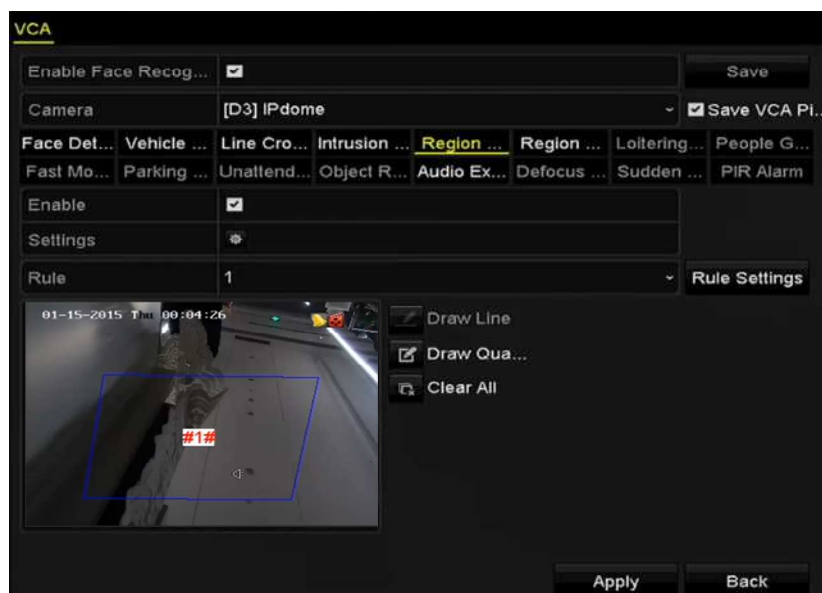 VCA
Enable Face Recog...
Save
Camera
[D3] IPdome
Save VCA Pi..
Face Det...
Vehicle ...
Line Cro...
Intrusion ...
Region ...
Region ...
Loitering...
People G...
Fast Mo...
Parking ...
Unattend...
Object R...
Audio Ex...
Defocus ...
Sudden ...
PIR Alarm
Enable
Settings
Rule
1
Rule Settings
01-15-2015 Thu 00:04:26
#1#
Draw Line
Draw Qua...
Clear All
Apply
Back